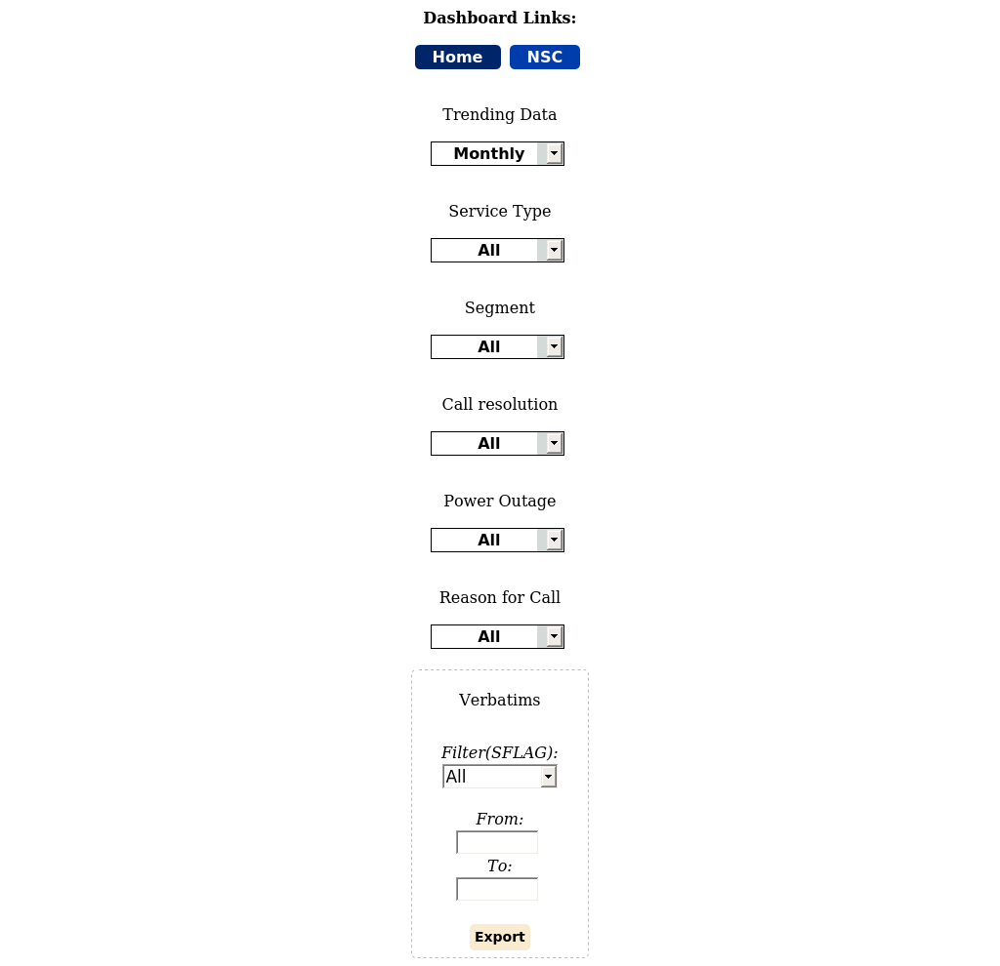 Dashboard Links:
Home NSC
Trending Data
Monthly
Service Type
All
Segment
All
Call resolution
All
Power Outage
All
Reason for Call
All
Verbatims
Filter(SFLAG):
All
From:
To:
Export